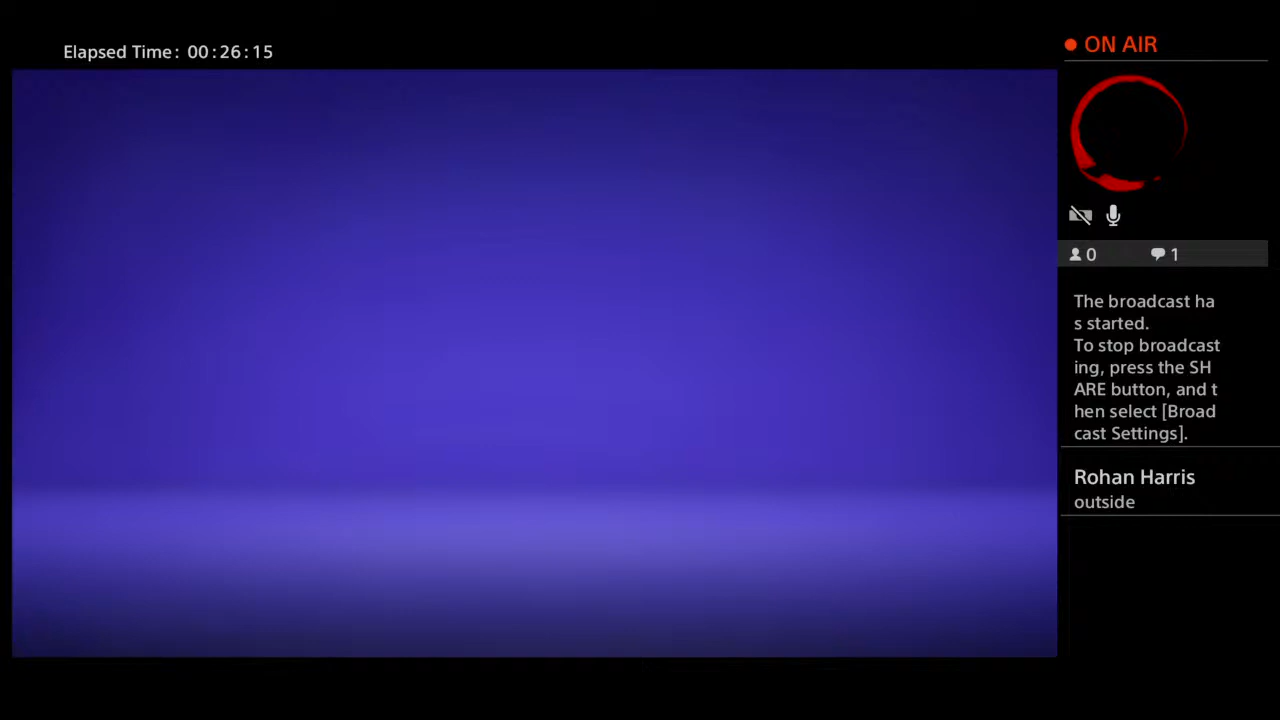 Elapsed Time: 00:26:15
ON AIR
0 1
The broadcast ha
s started.
To stop broadcast
ing, press the SH
ARE button, and t
hen select [Broad
cast Settings].
Rohan Harris
outside